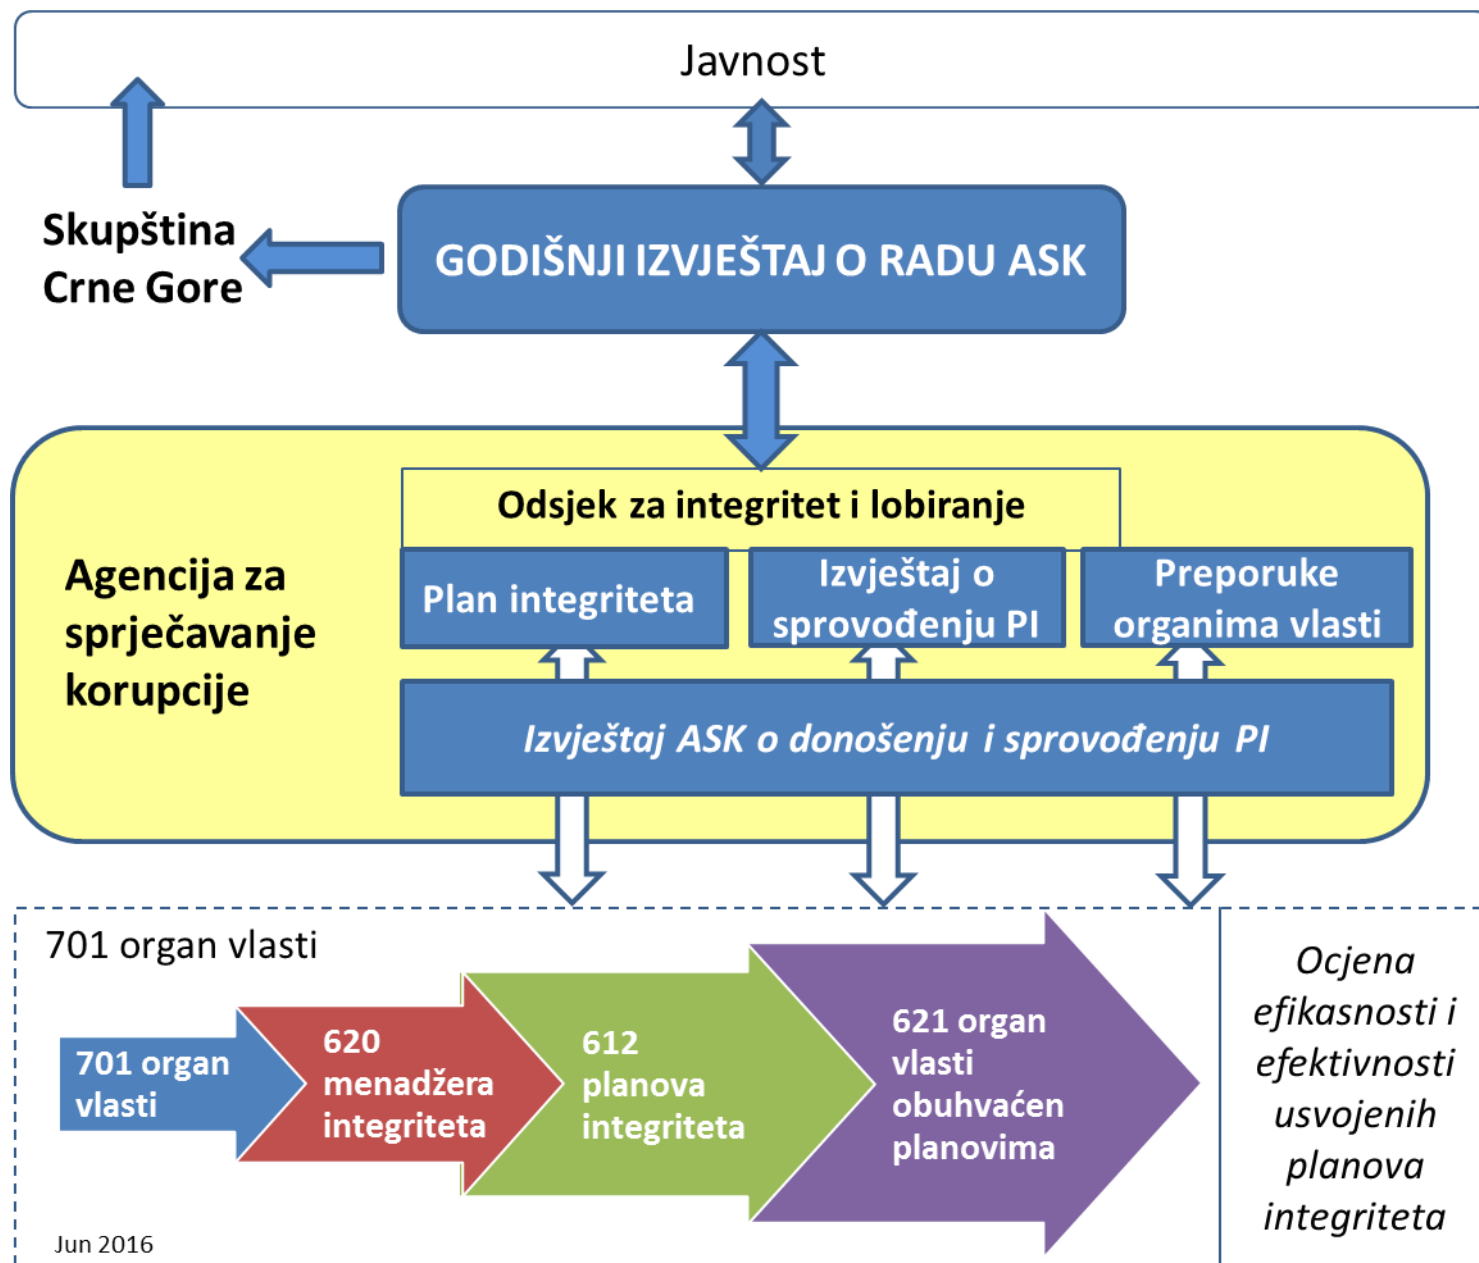 Javnost
Skupština
Crne Gore
GODIŠNJI IZVJEŠTAJ O RADU ASK
Odsjek za integritet i lobiranje
Agencija za
sprječavanje
korupcije
Plan integriteta
Izvještaj o
sprovođenju PI
Preporuke
organima vlasti
Izvještaj ASK o donošenju i sprovođenju PI
701 organ vlasti
701 organ
vlasti
620
menadžera
integriteta
612
planova
integriteta
621 organ
vlasti
obuhvaćen
planovima
Ocjena
efikasnosti i
efektivnosti
usvojenih
planova
integriteta
Jun 2016